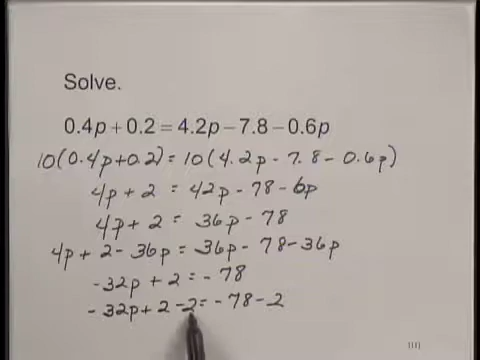 Solve.
0.4p + 0.2 = 4.2p − 7.8 − 0.6p
10(0.4p+0.2) = 10(4.2p - 7.8 - 0.6p)
4p + 2 = 42p - 78 - 6p
4p + 2 = 36p - 78
4p + 2 - 36p = 36p - 78 - 36p
-32p + 2 = -78
-32p + 2 - 2 = -78 - 2